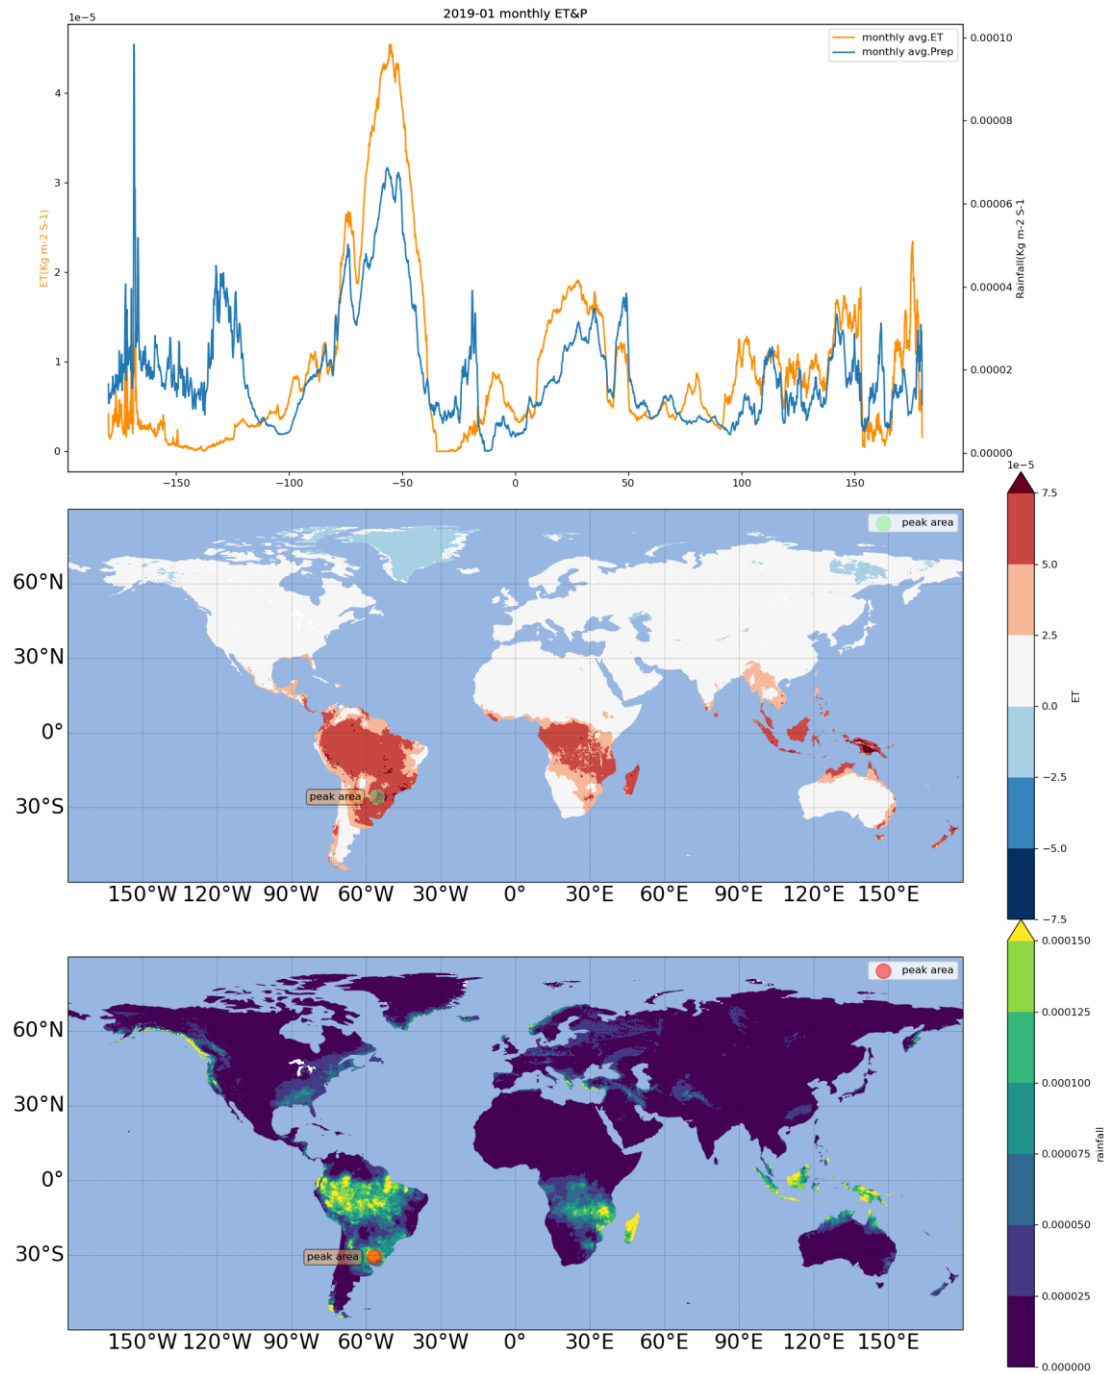 2019-01 monthly ET&P
1e−5
monthly avg.ET
monthly avg.Prep
4
3
2
1
0
ET(Kg m-2 S-1)
0.00010
0.00008
0.00006
0.00004
0.00002
0.00000
Rainfall(Kg m-2 S-1
−150
−100
−50
0
50
100
150
peak area
60°N
30°N
0°
30°S
peak area
150°W 120°W 90°W 60°W 30°W 0° 30°E 60°E 90°E 120°E 150°E
1e−5
7.5
5.0
2.5
0.0
−2.5
−5.0
−7.5
ET
peak area
60°N
30°N
0°
30°S
peak area
150°W 120°W 90°W 60°W 30°W 0° 30°E 60°E 90°E 120°E 150°E
0.000150
0.000125
0.000100
0.000075
0.000050
0.000025
0.000000
rainfall